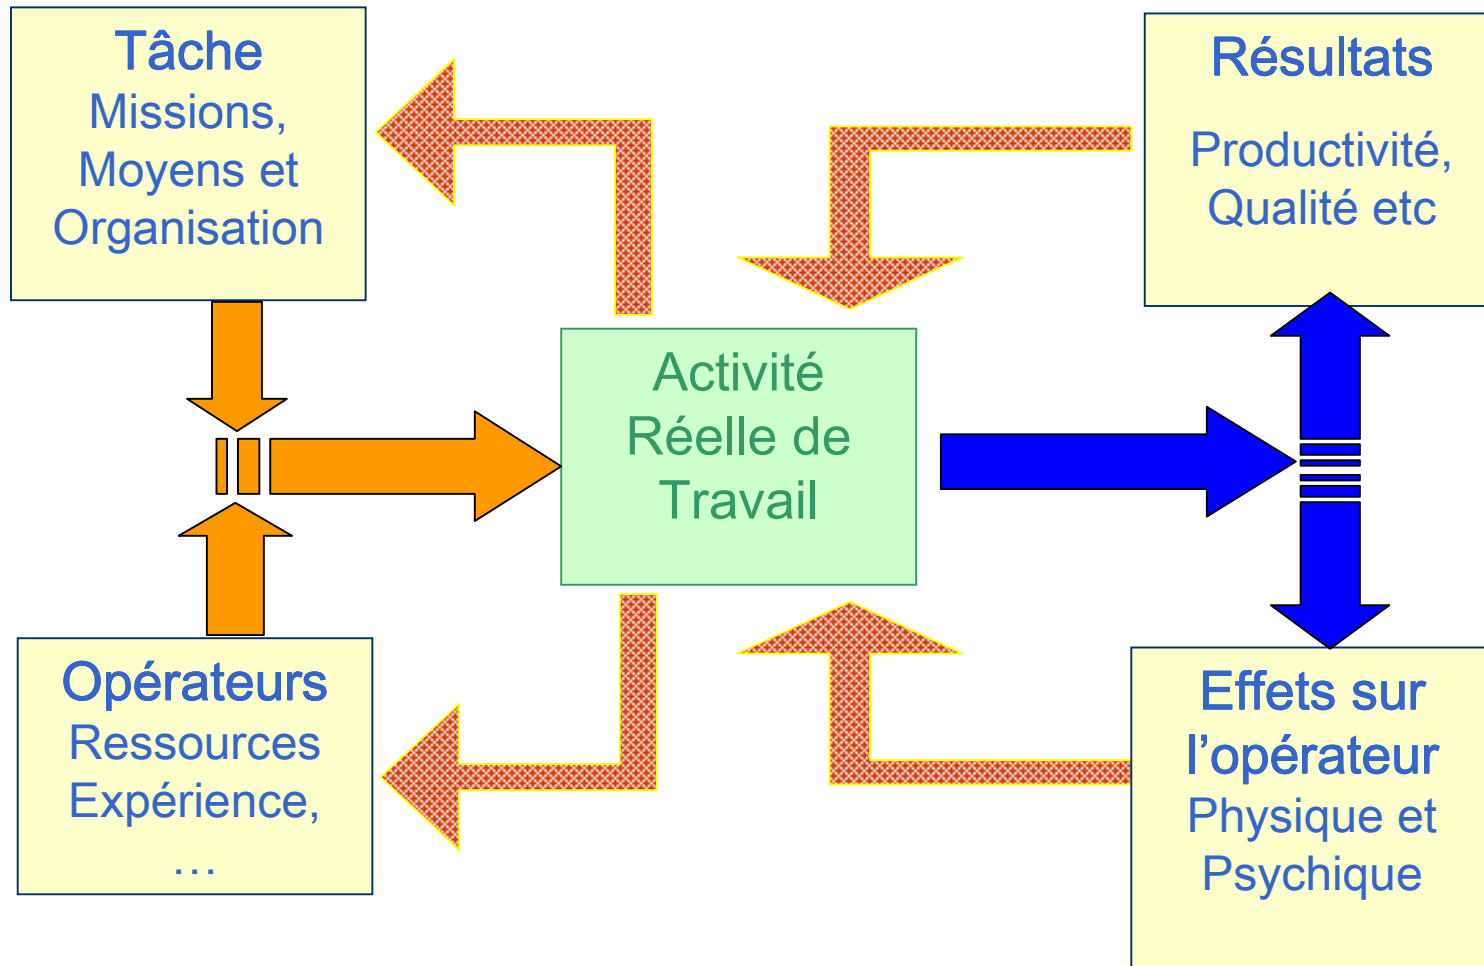 Tâche
Missions,
Moyens et
Organisation
Résultats
Productivité,
Qualité etc
Activité
Réelle de
Travail
Opérateurs
Ressources
Expérience,
…
Effets sur
l’opérateur
Physique et
Psychique